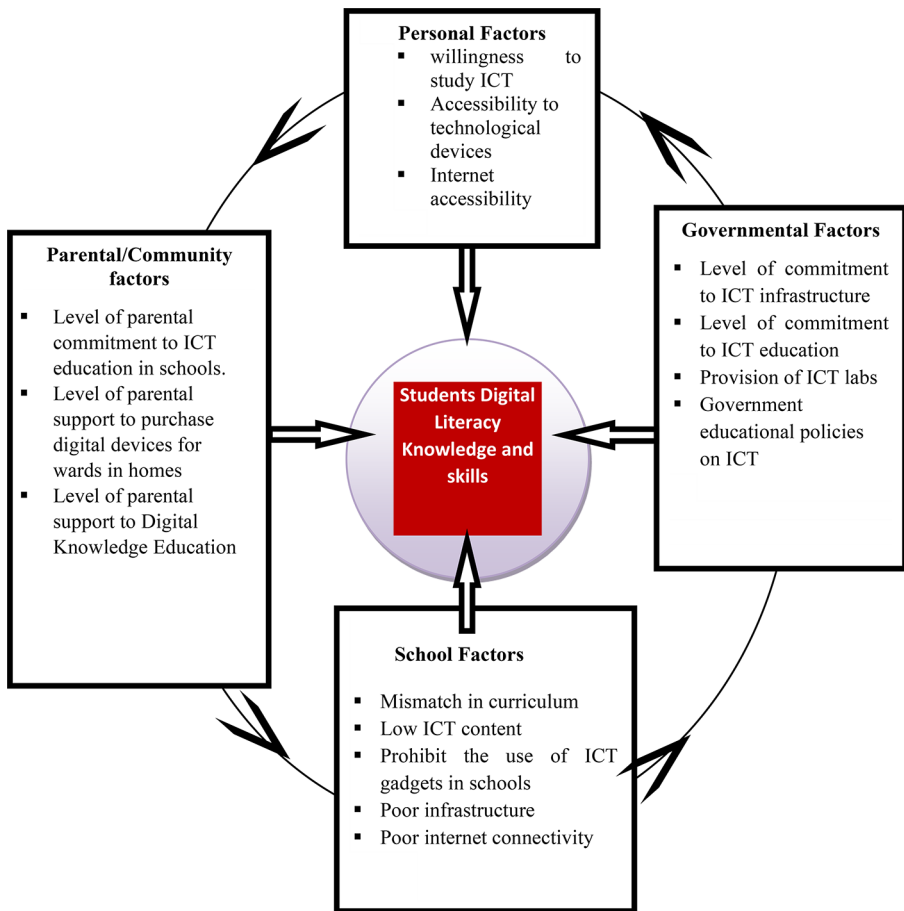 Personal Factors
▪ willingness to
study ICT
▪ Accessibility to
technological
devices
▪ Internet
accessibility
Parental/Community
factors
▪ Level of parental
commitment to ICT
education in schools.
▪ Level of parental
support to purchase
digital devices for
wards in homes
▪ Level of parental
support to Digital
Knowledge Education
Students Digital
Literacy
Knowledge and
skills
Governmental Factors
▪ Level of commitment
to ICT infrastructure
▪ Level of commitment
to ICT education
▪ Provision of ICT labs
▪ Government
educational policies
on ICT
School Factors
▪ Mismatch in curriculum
▪ Low ICT content
▪ Prohibit the use of ICT
gadgets in schools
▪ Poor infrastructure
▪ Poor internet connectivity